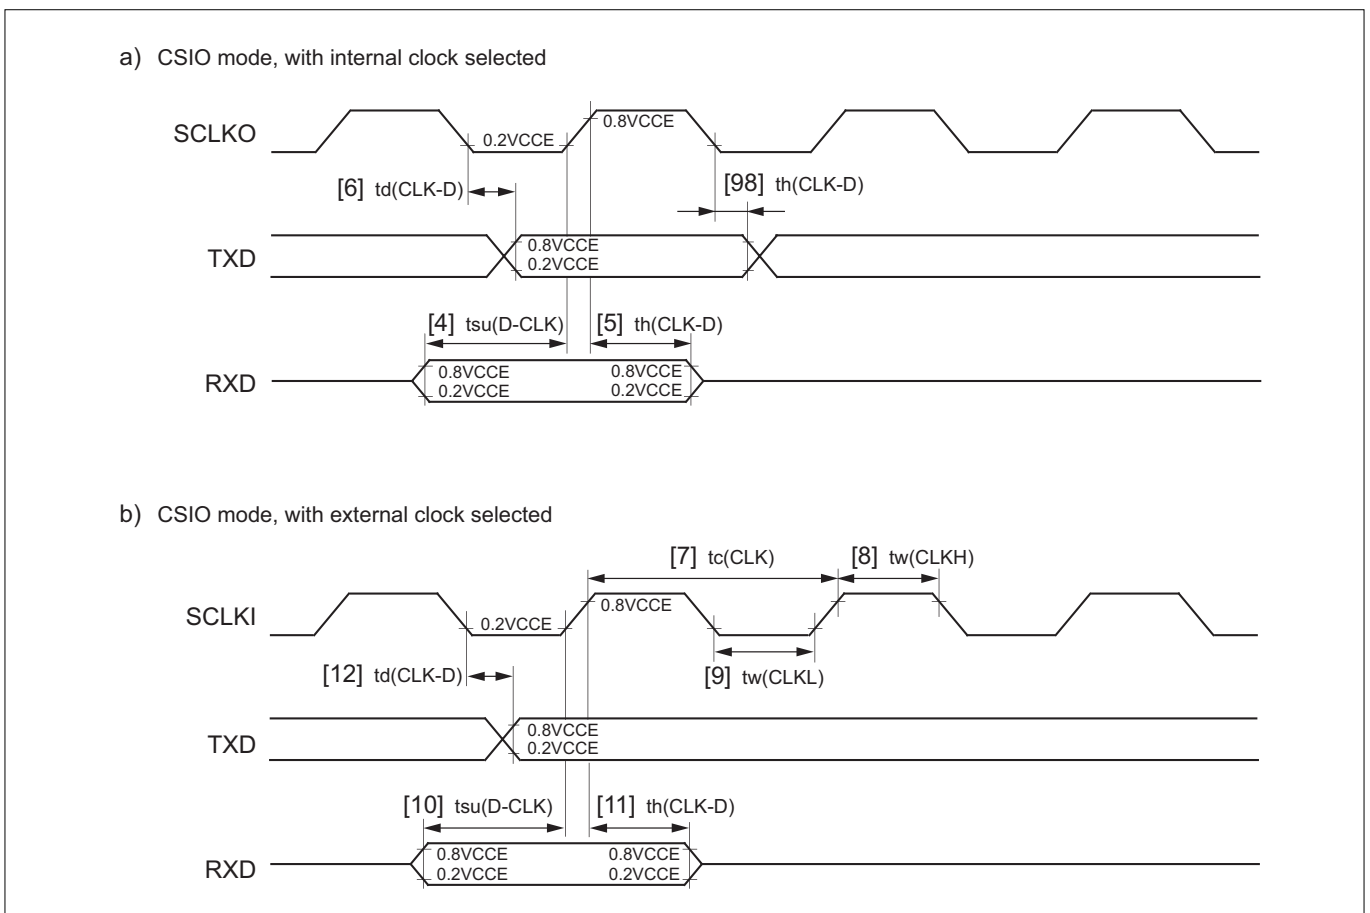 a) CSIO mode, with internal clock selected
SCLKO
0.2VCCE
0.8VCCE
[6] td(CLK-D)
[98] th(CLK-D)
TXD
0.8VCCE
0.2VCCE
[4] tsu(D-CLK)
[5] th(CLK-D)
RXD
0.8VCCE
0.2VCCE
0.8VCCE
0.2VCCE
b) CSIO mode, with external clock selected
[7] tc(CLK)
[8] tw(CLKH)
SCLKI
0.2VCCE
0.8VCCE
[12] td(CLK-D)
[9] tw(CLKL)
TXD
0.8VCCE
0.2VCCE
[10] tsu(D-CLK)
[11] th(CLK-D)
RXD
0.8VCCE
0.2VCCE
0.8VCCE
0.2VCCE